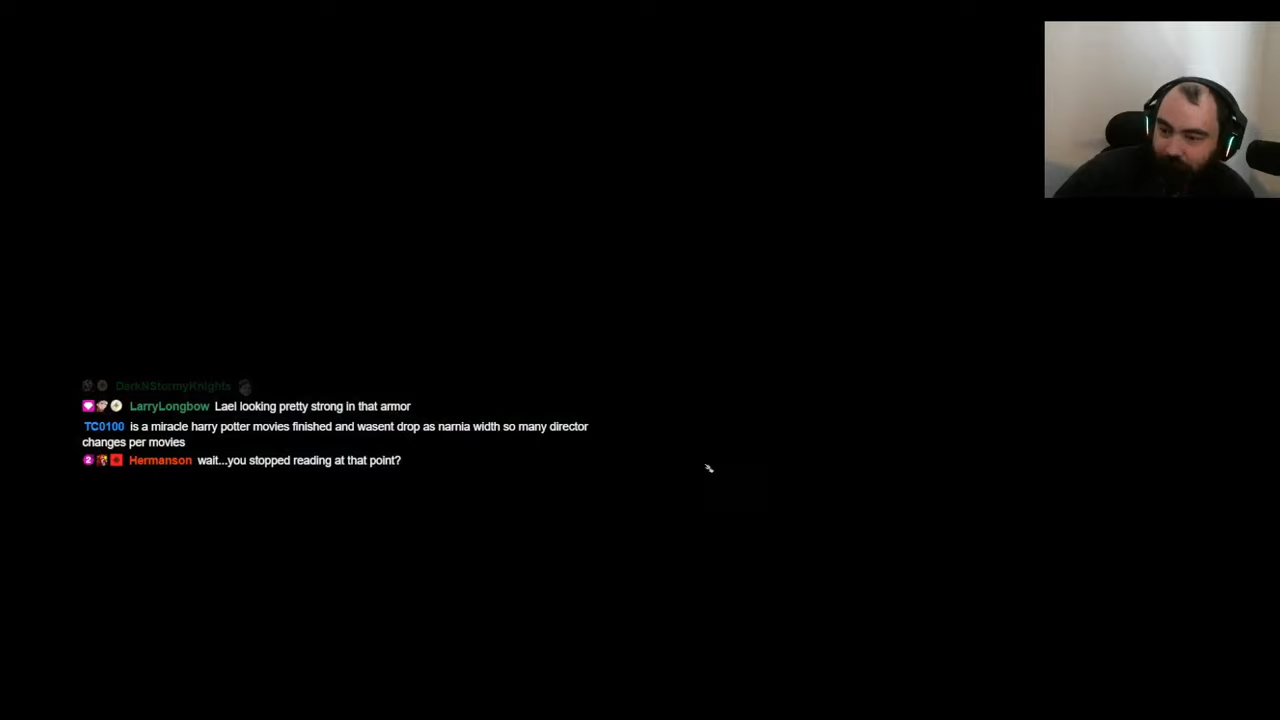 DarkNStormyKnights
LarryLongbow Lael looking pretty strong in that armor
TC0100 is a miracle harry potter movies finished and wasent drop as narnia width so many director
changes per movies
2 Hermanson wait...you stopped reading at that point?